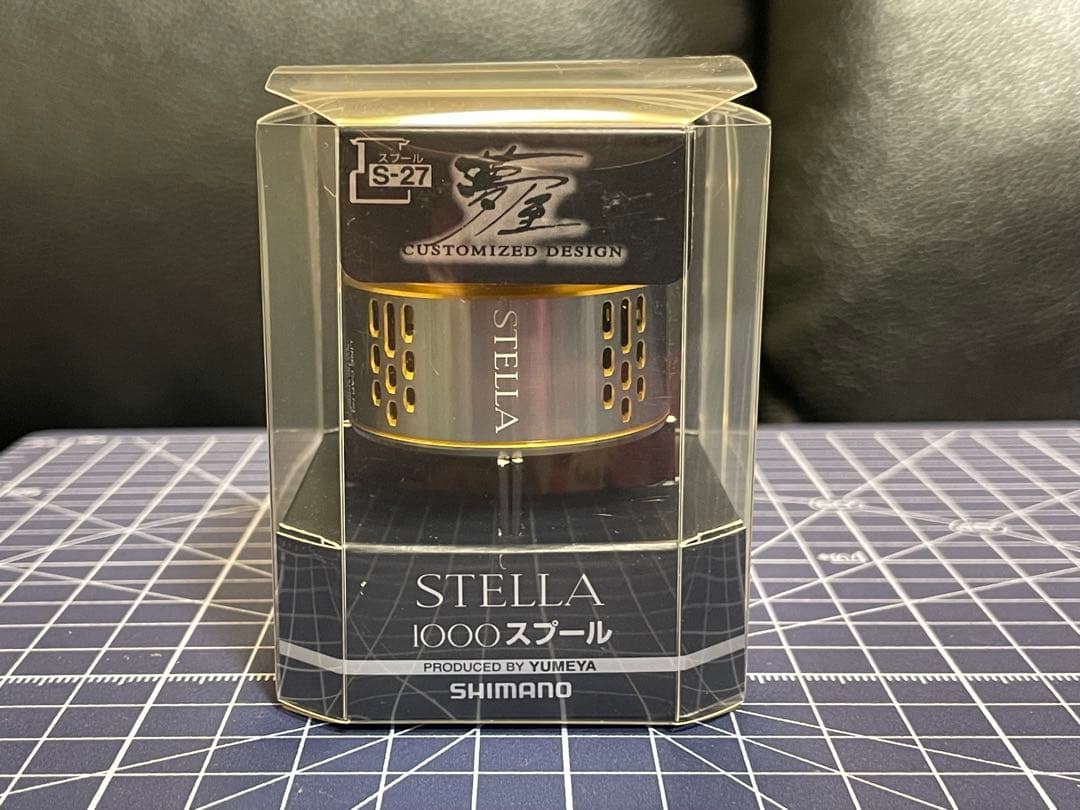 スプール
S-27
夢屋
CUSTOMIZED DESIGN
STELLA
STELLA
1000スプール
PRODUCED BY YUMEYA
SHIMANO